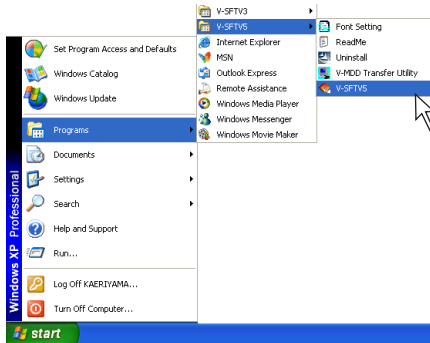 Set Program Access and Defaults
Windows Catalog
Windows Update
Programs
Documents
Settings
Search
Help and Support
Run...
Log Off KAERIYAMA...
Turn Off Computer...
Windows XP Professional
start
V-SFTV3
V-SFTV5
Internet Explorer
MSN
Outlook Express
Remote Assistance
Windows Media Player
Windows Messenger
Windows Movie Maker
Font Setting
ReadMe
Uninstall
V-MDD Transfer Utility
V-SFTV5